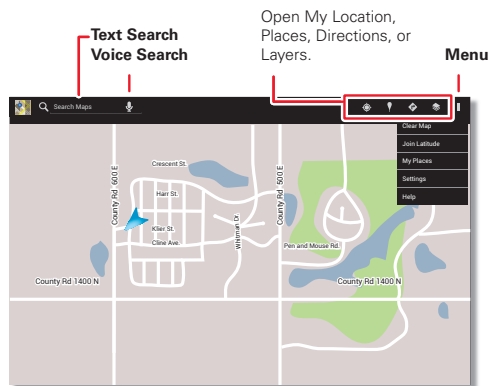 Open My Location,
Places, Directions, or
Layers.
Text Search
Voice Search
Menu
Search Maps
Clear Map
Join Latitude
My Places
Settings
Help
Crescent St.
Harr St.
Klier St.
Cline Ave.
County Rd 600 E
Whitman Dr
County Rd 500 E
Pen and Mouse Rd.
County Rd 1400 N
County Rd 1400 N